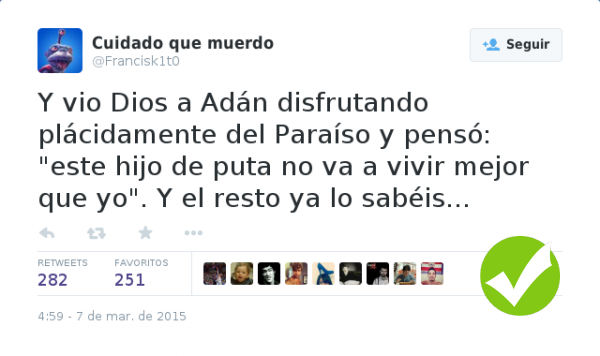 Cuidado que muerdo
@Francisk1t0
Seguir
Y vio Dios a Adán disfrutando
plácidamente del Paraíso y pensó:
"este hijo de puta no va a vivir mejor
que yo". Y el resto ya lo sabéis...
RETWEETS FAVORITOS
282 251
4:59 - 7 de mar. de 2015